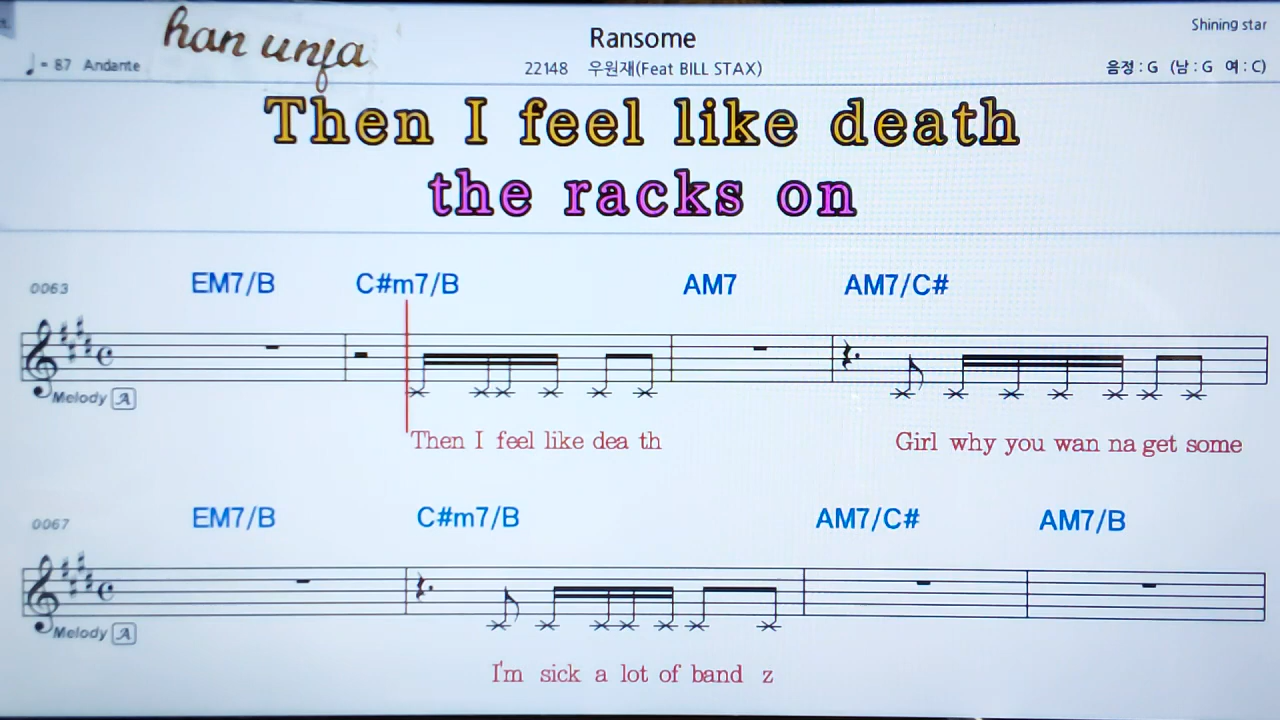 han unja
Ransome
Shining star
♩= 87 Andante
22148 우원재(Feat BILL STAX)
음정 : G (남 : G 여 : C)
Then I feel like death
the racks on
0063
EM7/B C#m7/B AM7 AM7/C#
Melody A
Then I feel like dea th Girl why you wan na get some
0067
EM7/B C#m7/B AM7/C# AM7/B
Melody A
I'm sick a lot of band z